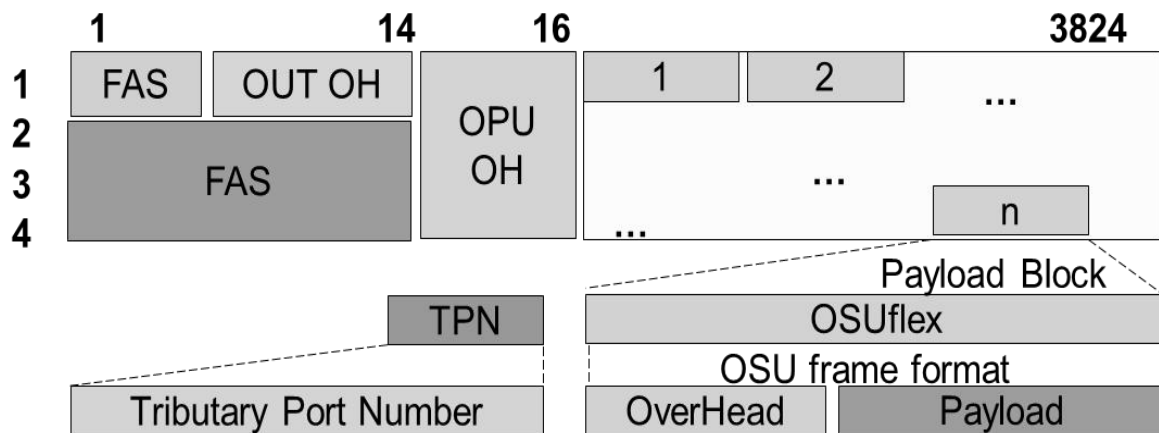 1 14 16 3824
1 FAS OUT OH OPU OH 1 2 ...
2
3 FAS ...
4 ... n
Payload Block
TPN OSUflex
OSU frame format
Tributary Port Number OverHead Payload